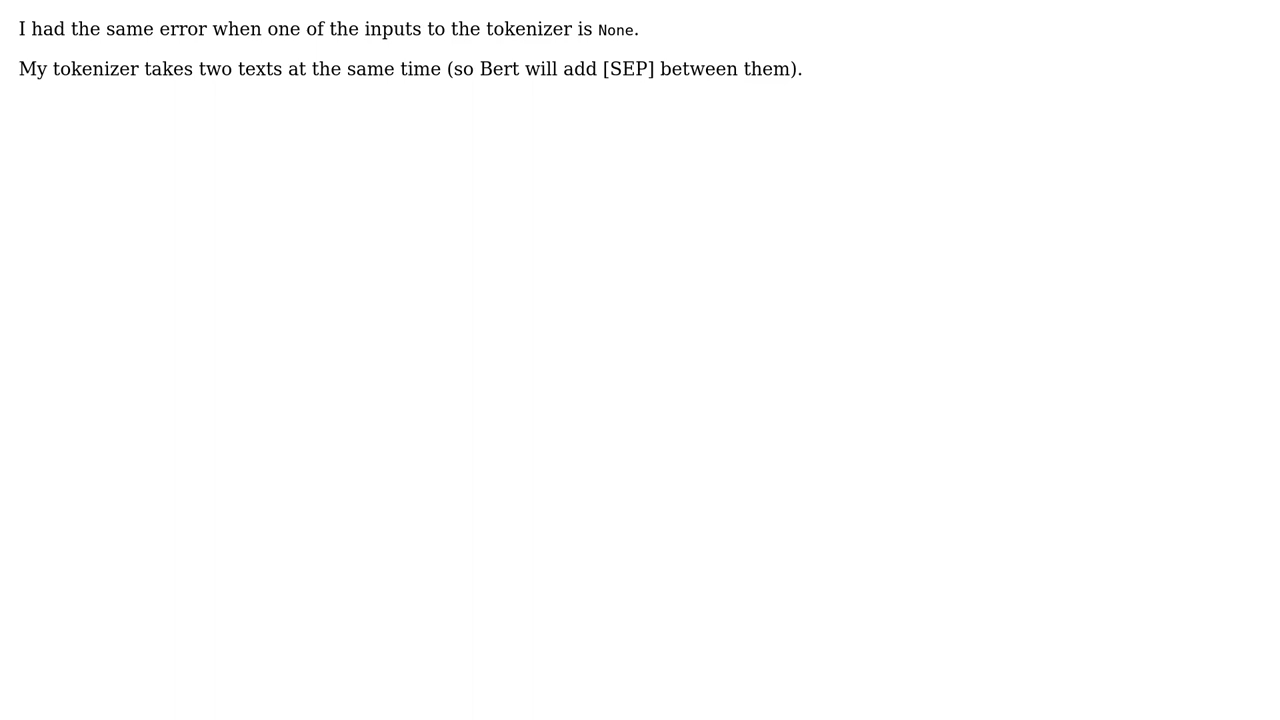 I had the same error when one of the inputs to the tokenizer is None.
My tokenizer takes two texts at the same time (so Bert will add [SEP] between them).